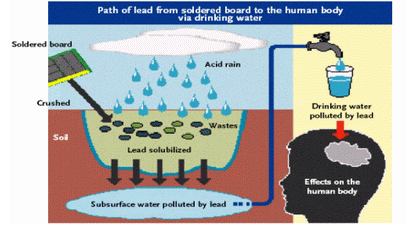 Path of lead from soldered board to the human body
via drinking water
Soldered board
Acid rain
Crushed
Drinking water
polluted by lead
Wastes
Soil
Lead solubilized
Effects on the
human body
Subsurface water polluted by lead